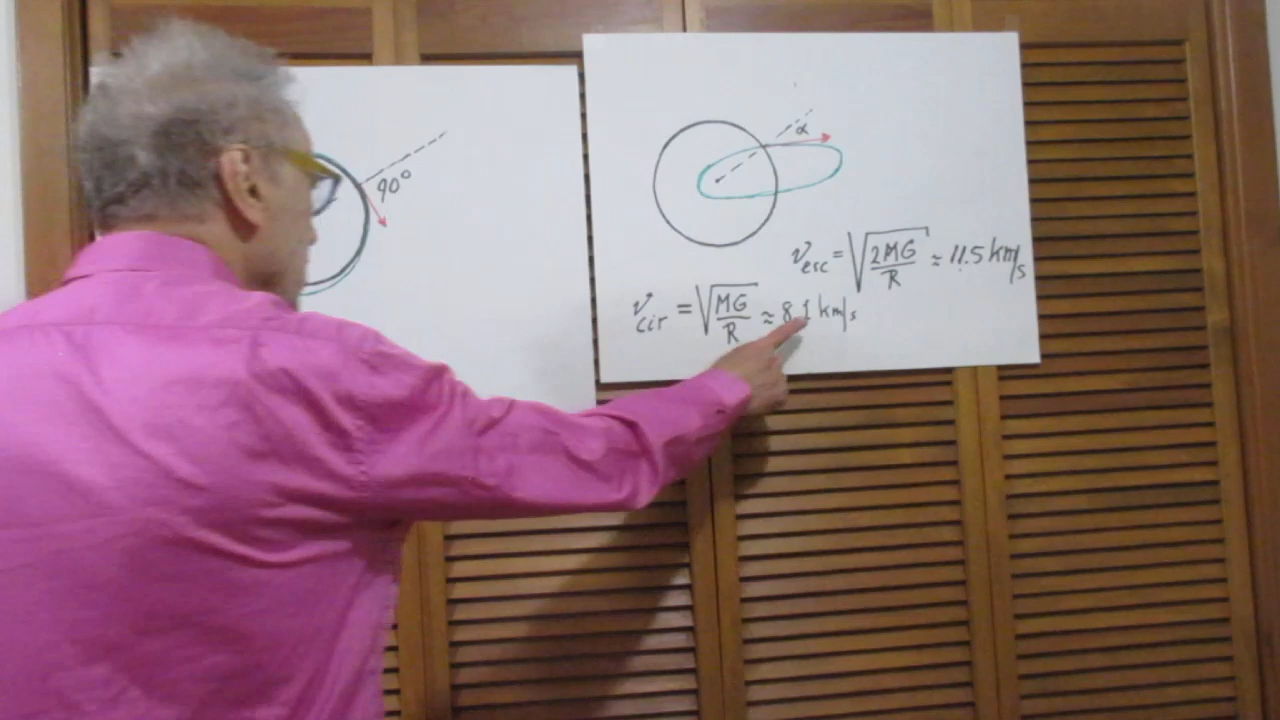 90°
α
v_esc = √(2MG/R) ≈ 11.5 km/s
v_cir = √(MG/R) ≈ 8.1 km/s